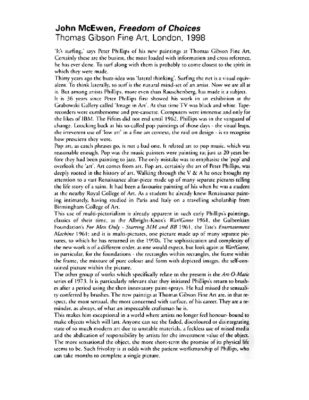 John McEwen, Freedom of Choices
Thomas Gibson Fine Art, London, 1998
'It's surfing,' says Peter Phillips of his new paintings at Thomas Gibson Fine Art.
Certainly these are the busiest, the most loaded with information and cross reference,
he has ever done. To surf along with them is probably to come closest to the spirit in
which they were made.
Thirty years ago the buzz-idea was 'lateral thinking'. Surfing the net is a visual equiv-
alent. To think laterally, to surf is the natural mind-set of an artist. Now we are all at
it. But among artists Phillips, more even than Rauschenberg, has made it a subject.
It is 36 years since Peter Phillips first showed his work in an exhibition at the
Gallery called 'Image in Art'. At that time TV was black and white. Tape-
recorders were cumbersome and pre-cassette. Computers were immense and only for
the likes of IBM. The Fifties did not end until 1962. Phillips was in the vanguard of
change. Looking back at his so-called pop paintings of those days - the visual leaps,
the irreverent use of 'low art' in a fine art context, the zeal on design - is to recognise
how prescient they were.
Pop art, as catch phrases go, is not a bad one. It related art to pop music, which was
reasonable enough. Pop was the music painters were painting to; just as 20 years be-
fore they had been painting to jazz. The only mistake was to emphasise the 'pop' and
overlook the 'art'. Art comes from art. Pop art, certainly the art of Peter Phillips, was
deeply rooted in the history of art. Walking through the V & A he once brought my
attention to a vast Renaissance altar-piece made up of many separate pictures telling
the life story of a saint. It had been a favourite painting of his when he was a student
at the nearby Royal College of Art. As a student he already knew Renaissance paint-
ing intimately, having studied in Paris and Italy on a travelling scholarship from
Birmingham College of Art.
This use of multi-pictorialism is already apparent in such early Phillips's paintings,
classics of their time, as the Albright-Knox's WarGame 1961, the Gulbenkian
Foundation's For Men Only - Starring MM and BB 1961, the Tate's Entertainment
Machine 1961: and it is multi-pictures, one picture made up of many separate pic-
tures, to which he has returned in the 1990s. The sophistication and complexity of
the new work is of a different order, as one would expect, but look again at WarGame,
in particular, for the foundations - the rectangles within rectangles, the frame within
the frame, the mixture of pure colour and form with depicted images, the self-con-
tained picture within the picture.
The other group of works which specifically relate to the present is the Art-O-Matic
series of 1973. It is particularly relevant that they initiated Phillips's return to brush-
es after a period using the then customary paint-sprays. He had missed the sensual-
ity conferred by brushes. The new paintings at Thomas Gibson Fine Art are, in that re-
spect, the most sensual, the most concerned with surface, of his career. They are a re-
minder, as always, of what an impeccable craftsman he is.
This makes him exceptional in a world where artists no longer feel honour-bound to
make objects which will last. Anyone can see the faded, discoloured or disintegrating
state of so much modern art due to unstable materials, a feckless use of mixed media
and the abdication of responsibility by artists for the investment value of the object.
The more sensational the object, the more short-term the promise of its physical life
seems to be. Such frivolity is at odds with the patient workmanship of Phillips, who
can take months to complete a single picture.